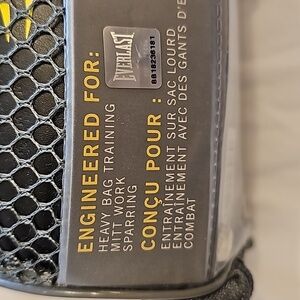 EVERLAST
BB18236181
ENGINEERED FOR:
HEAVY BAG TRAINING
MITT WORK
SPARRING
CONÇU POUR :
ENTRAÎNEMENT SUR SAC LOURD
ENTRAÎNEMENT AVEC DES GANTS D'E
COMBAT